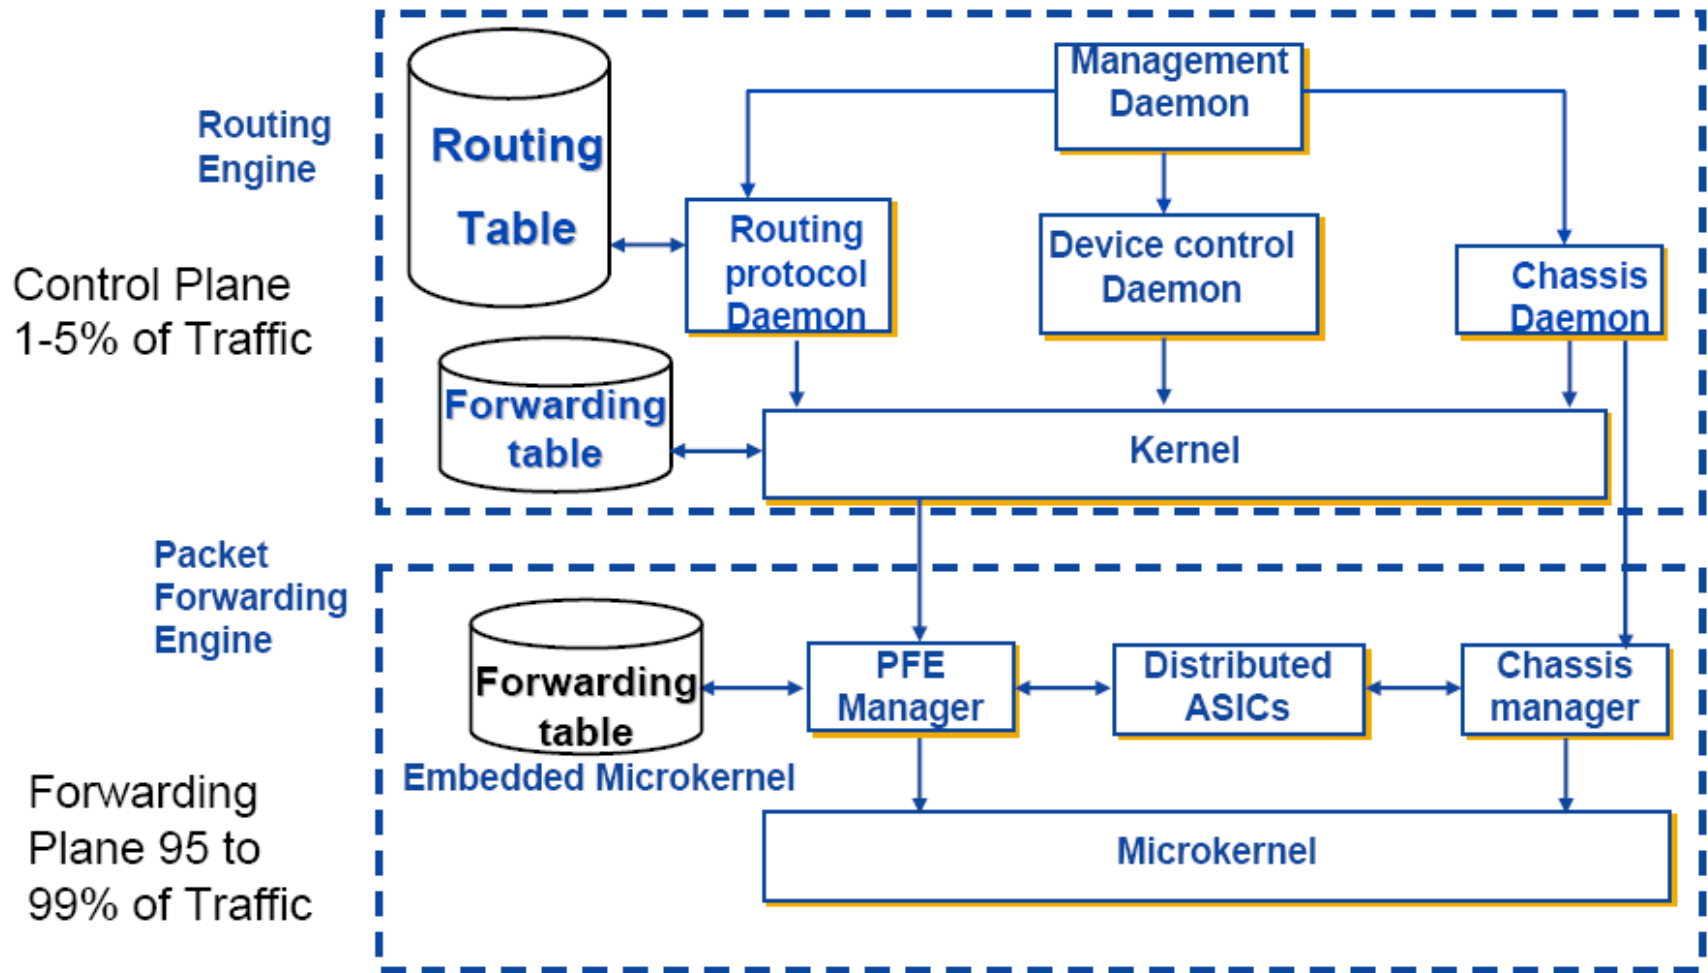 Routing
Engine
Control Plane
1-5% of Traffic
Routing
Table
Forwarding
table
Management
Daemon
Routing
protocol
Daemon
Device control
Daemon
Chassis
Daemon
Kernel
Packet
Forwarding
Engine
Forwarding
Plane 95 to
99% of Traffic
Forwarding
table
Embedded Microkernel
PFE
Manager
Distributed
ASICs
Chassis
manager
Microkernel